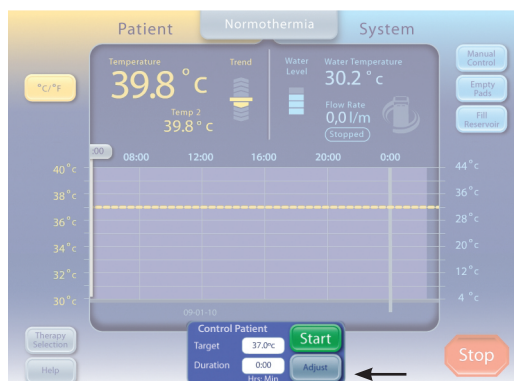 Patient
Normothermia
System
Temperature
39.8°c
Trend
Temp 2
39.8°c
Water Level
Water Temperature
30.2°c
Flow Rate
0,0 l/m
Stopped
°C/°F
Manual
Control
Empty
Pads
Fill
Reservoir
:00
08:00 12:00 16:00 20:00 0:00
40°c
38°c
36°c
34°c
32°c
30°c
44°c
36°c
28°c
20°c
12°c
4°c
09-01-10
Therapy
Selection
Help
Control Patient
Target 37.0°c
Duration 0:00
Hrs: Min
Start
Adjust
Stop